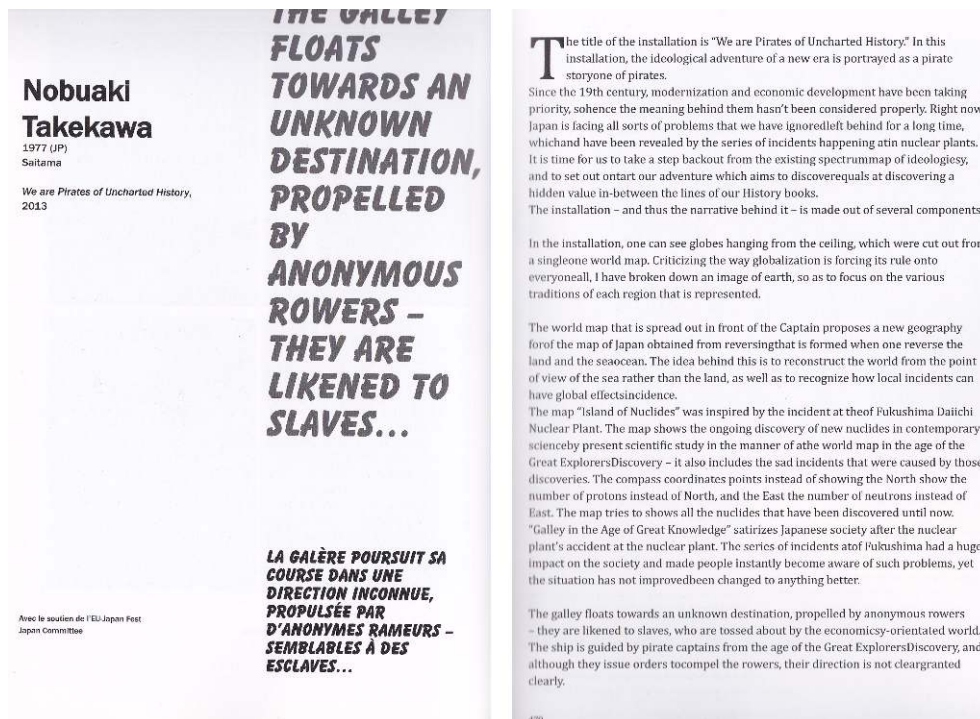 Nobuaki
Takekawa
1977 (JP)
Saitama
We are Pirates of Uncharted History,
2013
Avec le soutien de l'EU-Japan Fest
Japan Committee
THE GALLEY
FLOATS
TOWARDS AN
UNKNOWN
DESTINATION,
PROPELLED
BY
ANONYMOUS
ROWERS –
THEY ARE
LIKENED TO
SLAVES...
LA GALÈRE POURSUIT SA
COURSE DANS UNE
DIRECTION INCONNUE,
PROPULSÉE PAR
D'ANONYMES RAMEURS –
SEMBLABLES À DES
ESCLAVES...
The title of the installation is "We are Pirates of Uncharted History." In this
installation, the ideological adventure of a new era is portrayed as a pirate
storyone of pirates.
Since the 19th century, modernization and economic development have been taking
priority, sohence the meaning behind them hasn't been considered properly. Right now
Japan is facing all sorts of problems that we have ignoredleft behind for a long time,
whichand have been revealed by the series of incidents happening atin nuclear plants.
It is time for us to take a step backout from the existing spectrummap of ideologiesy,
and to set out ontart our adventure which aims to discoverequals at discovering a
hidden value in-between the lines of our History books.
The installation – and thus the narrative behind it – is made out of several components
In the installation, one can see globes hanging from the ceiling, which were cut out from
a singleone world map. Criticizing the way globalization is forcing its rule onto
everyoneall, I have broken down an image of earth, so as to focus on the various
traditions of each region that is represented.
The world map that is spread out in front of the Captain proposes a new geography
forof the map of Japan obtained from reversingthat is formed when one reverse the
land and the seaocean. The idea behind this is to reconstruct the world from the point
of view of the sea rather than the land, as well as to recognize how local incidents can
have global effectsincidence.
The map "Island of Nuclides" was inspired by the incident at theof Fukushima Daiichi
Nuclear Plant. The map shows the ongoing discovery of new nuclides in contemporary
scienceby present scientific study in the manner of athe world map in the age of the
Great ExplorersDiscovery – it also includes the sad incidents that were caused by those
discoveries. The compass coordinates points instead of showing the North show the
number of protons instead of North, and the East the number of neutrons instead of
East. The map tries to shows all the nuclides that have been discovered until now.
"Galley in the Age of Great Knowledge" satirizes Japanese society after the nuclear
plant's accident at the nuclear plant. The series of incidents atof Fukushima had a huge
impact on the society and made people instantly become aware of such problems, yet
the situation has not improvedbeen changed to anything better.
The galley floats towards an unknown destination, propelled by anonymous rowers
– they are likened to slaves, who are tossed about by the economicsy-orientated world.
The ship is guided by pirate captains from the age of the Great ExplorersDiscovery, and
although they issue orders tocompel the rowers, their direction is not cleargranted
clearly.